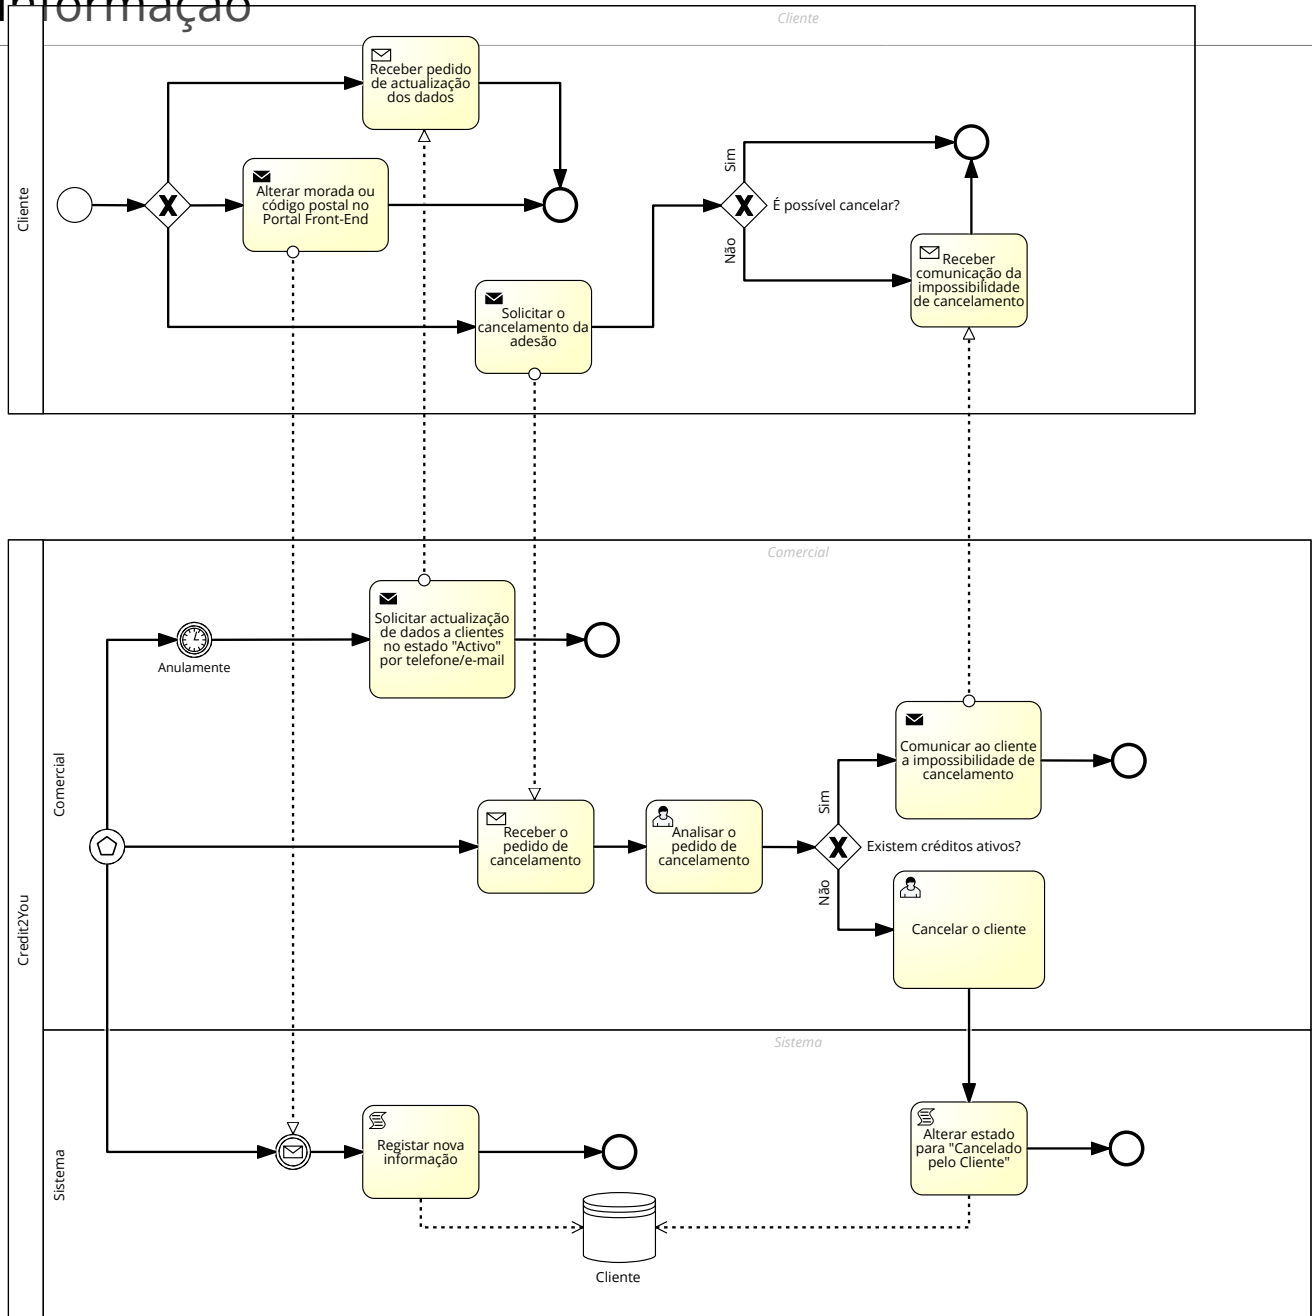 Informação
Cliente
Cliente
Receber pedido
de actualização
dos dados
Alterar morada ou
código postal no
Portal Front-End
Solicitar o
cancelamento da
adesão
Sim
É possível cancelar?
Não
Receber
comunicação da
impossibilidade
de cancelamento
Credit2You
Comercial
Comercial
Anulamente
Solicitar actualização
de dados a clientes
no estado "Activo"
por telefone/e-mail
Receber o
pedido de
cancelamento
Analisar o
pedido de
cancelamento
Sim
Existem créditos ativos?
Não
Comunicar ao cliente
a impossibilidade de
cancelamento
Cancelar o cliente
Sistema
Sistema
Registar nova
informação
Cliente
Alterar estado
para "Cancelado
pelo Cliente"